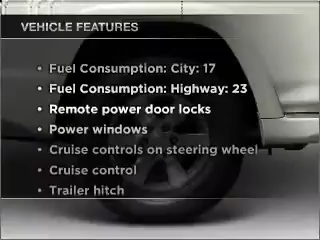 VEHICLE FEATURES
• Fuel Consumption: City: 17
• Fuel Consumption: Highway: 23
• Remote power door locks
• Power windows
• Cruise controls on steering wheel
• Cruise control
• Trailer hitch